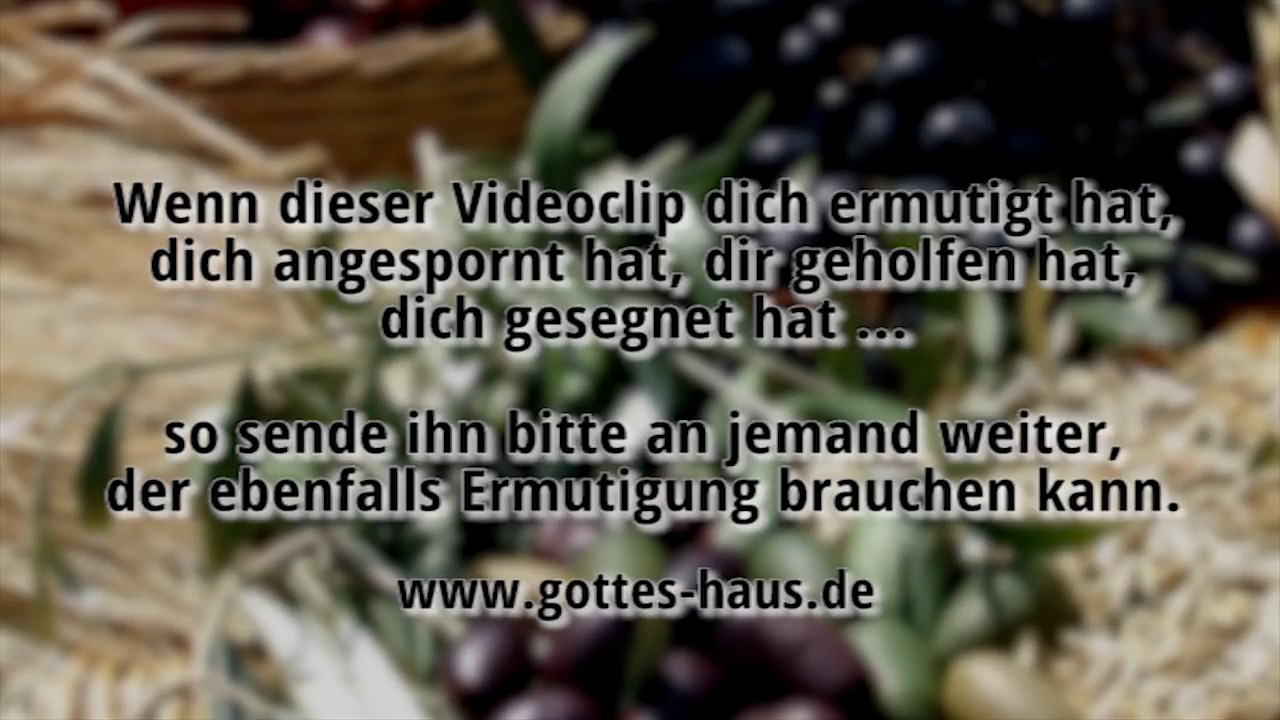 Wenn dieser Videoclip dich ermutigt hat,
dich angespornt hat, dir geholfen hat,
dich gesegnet hat ...
so sende ihn bitte an jemand weiter,
der ebenfalls Ermutigung brauchen kann.
www.gottes-haus.de